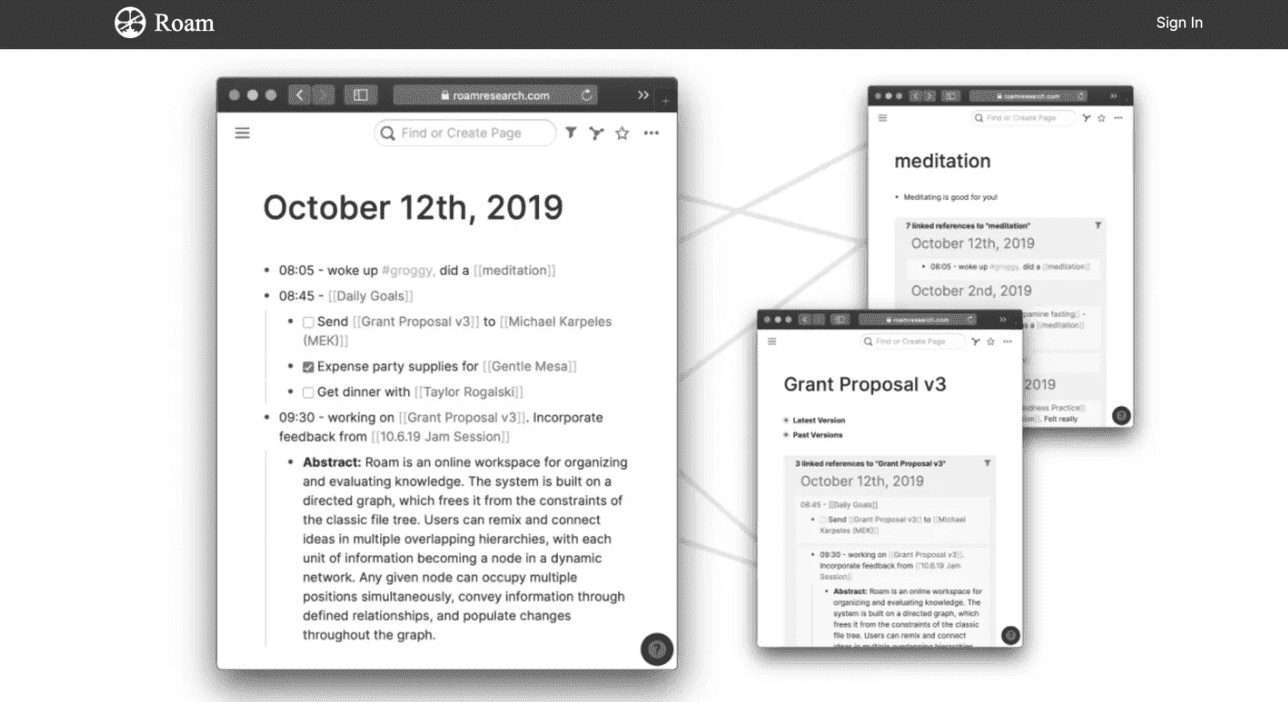 Roam
Sign In
roamresearch.com
Find or Create Page
October 12th, 2019
08:05 - woke up #groggy, did a [[meditation]]
08:45 - [[Daily Goals]]
Send [[Grant Proposal v3]] to [[Michael Karpeles
(MEK)]]
Expense party supplies for [[Gentle Mesa]]
Get dinner with [[Taylor Rogalski]]
09:30 - working on [[Grant Proposal v3]]. Incorporate
feedback from [[10.6.19 Jam Session]]
Abstract: Roam is an online workspace for organizing
and evaluating knowledge. The system is built on a
directed graph, which frees it from the constraints of
the classic file tree. Users can remix and connect
ideas in multiple overlapping hierarchies, with each
unit of information becoming a node in a dynamic
network. Any given node can occupy multiple
positions simultaneously, convey information through
defined relationships, and populate changes
throughout the graph.
?
roamresearch.com
Find or Create Page
meditation
Meditating is good for you!
7 linked references to "meditation"
October 12th, 2019
08:05 - woke up #groggy, did a [[meditation]]
October 2nd, 2019
fasting]] -
a [[meditation]]
2019
Practice]]
Felt really
roamresearch.com
Find or Create Page
Grant Proposal v3
Latest Version
Past Versions
3 linked references to "Grant Proposal v3"
October 12th, 2019
08:45 - [[Daily Goals]]
Send [[Grant Proposal v3]] to [[Michael
Karpeles (MEK)]]
09:30 - working on [[Grant Proposal v3]].
Incorporate feedback from [[10.6.19 Jam
Session]]
Abstract: Roam is an online workspace for
organizing and evaluating knowledge. The
system is built on a directed graph, which
frees it from the constraints of the classic
file tree. Users can remix and connect
ideas in multiple overlapping hierarchies,